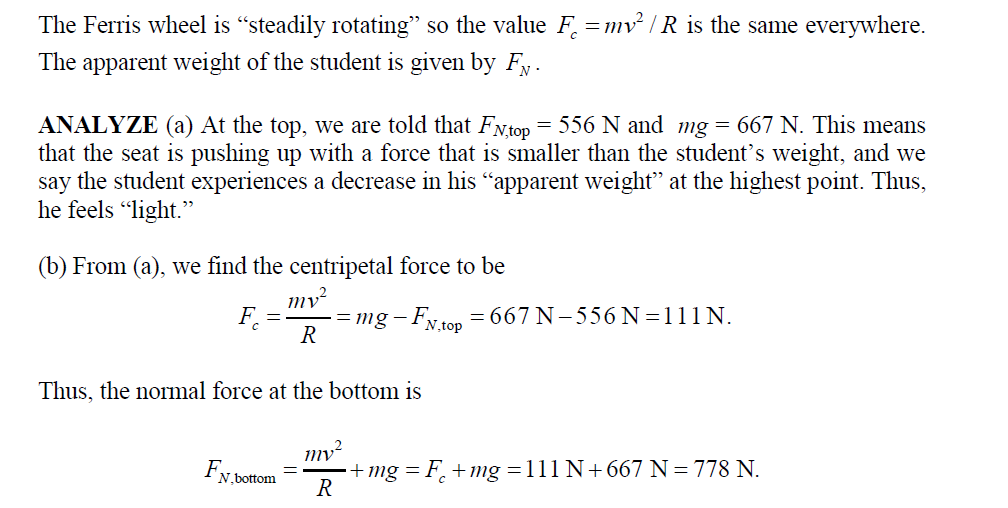 The Ferris wheel is “steadily rotating” so the value F_c = mv² / R is the same everywhere.
The apparent weight of the student is given by F_N .
ANALYZE (a) At the top, we are told that F_N,top = 556 N and mg = 667 N. This means
that the seat is pushing up with a force that is smaller than the student’s weight, and we
say the student experiences a decrease in his “apparent weight” at the highest point. Thus,
he feels “light.”
(b) From (a), we find the centripetal force to be
F_c = mv²/R = mg − F_N,top = 667 N − 556 N = 111 N.
Thus, the normal force at the bottom is
F_N,bottom = mv²/R + mg = F_c + mg = 111 N + 667 N = 778 N.